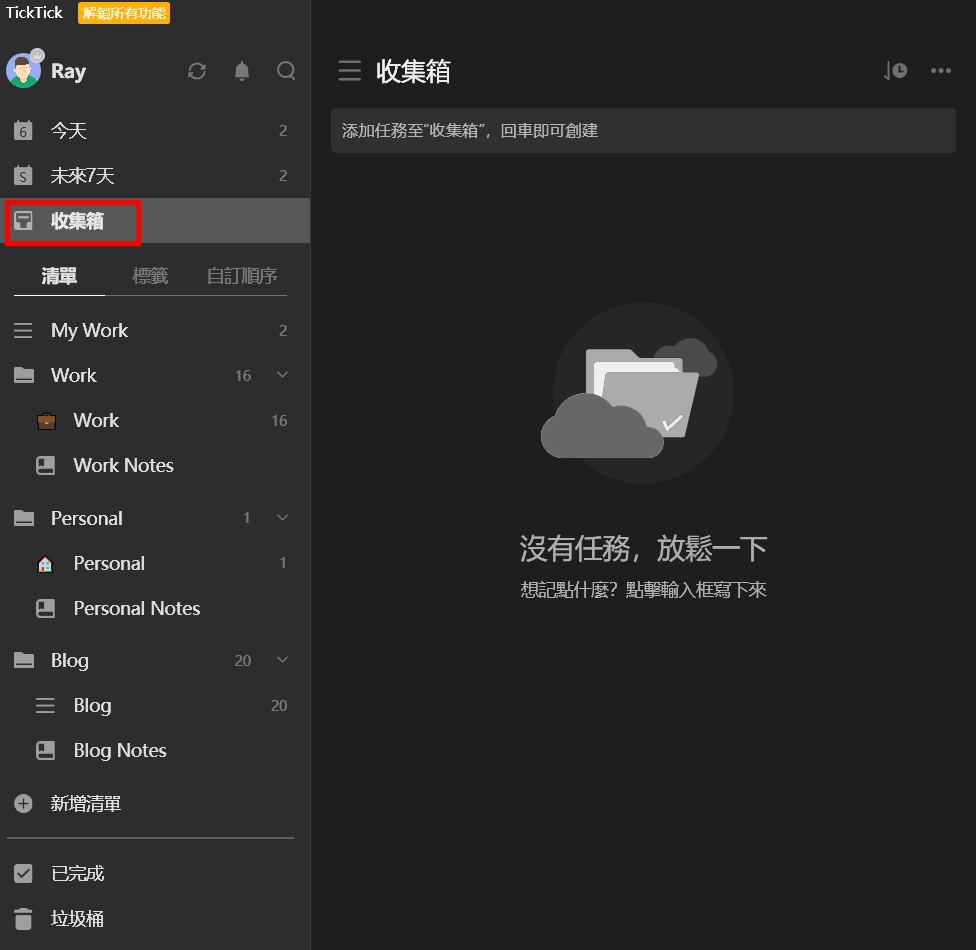 TickTick 解鎖所有功能
Ray
6 今天 2
S 未來7天 2
收集箱
清單 標籤 自訂順序
My Work 2
Work 16
Work 16
Work Notes
Personal 1
Personal 1
Personal Notes
Blog 20
Blog 20
Blog Notes
新增清單
已完成
垃圾桶
收集箱
添加任務至“收集箱”，回車即可創建
沒有任務，放鬆一下
想記點什麼？點擊輸入框寫下來